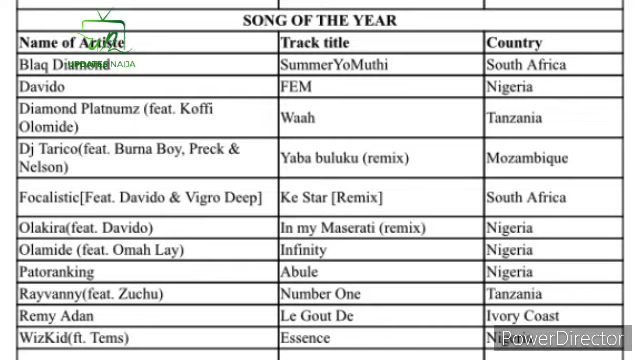 SONG OF THE YEAR
Name of Artiste Track title Country
Blaq Diamond SummerYoMuthi South Africa
Davido FEM Nigeria
Diamond Platnumz (feat. Koffi
Olomide) Waah Tanzania
Dj Tarico(feat. Burna Boy, Preck &
Nelson) Yaba buluku (remix) Mozambique
Focalistic[Feat. Davido & Vigro Deep] Ke Star [Remix] South Africa
Olakira(feat. Davido) In my Maserati (remix) Nigeria
Olamide (feat. Omah Lay) Infinity Nigeria
Patoranking Abule Nigeria
Rayvanny(feat. Zuchu) Number One Tanzania
Remy Adan Le Gout De Ivory Coast
WizKid(ft. Tems) Essence Nigeria
PowerDirector